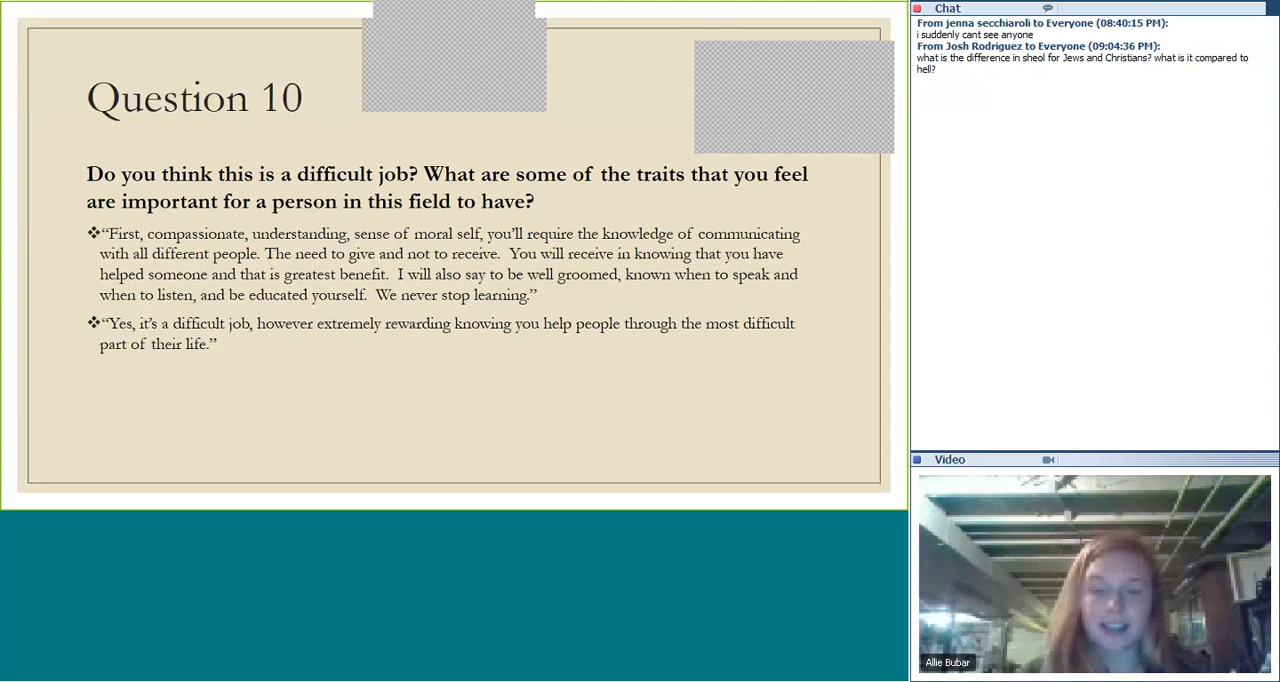 Question 10
Do you think this is a difficult job? What are some of the traits that you feel
are important for a person in this field to have?
❖“First, compassionate, understanding, sense of moral self, you’ll require the knowledge of communicating
with all different people. The need to give and not to receive. You will receive in knowing that you have
helped someone and that is greatest benefit. I will also say to be well groomed, known when to speak and
when to listen, and be educated yourself. We never stop learning.”
❖“Yes, it’s a difficult job, however extremely rewarding knowing you help people through the most difficult
part of their life.”
Chat
From jenna secchiaroli to Everyone (08:40:15 PM):
i suddenly cant see anyone
From Josh Rodriguez to Everyone (09:04:36 PM):
what is the difference in sheol for Jews and Christians? what is it compared to
hell?
Video
Allie Bubar